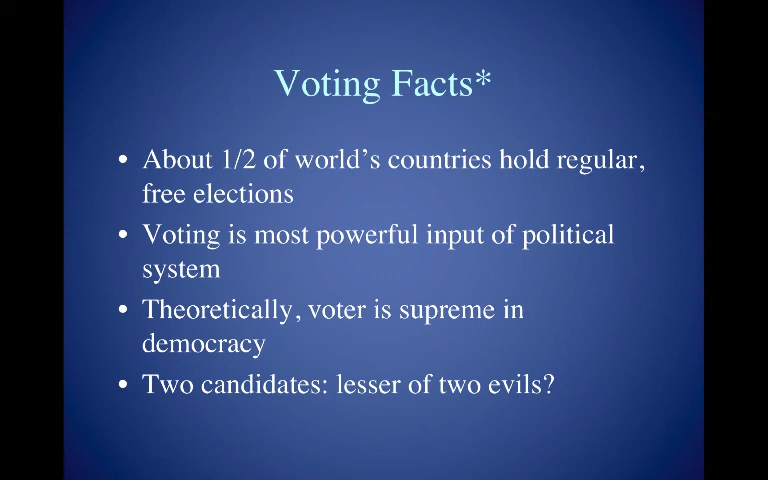 Voting Facts*
• About 1/2 of world's countries hold regular,
free elections
• Voting is most powerful input of political
system
• Theoretically, voter is supreme in
democracy
• Two candidates: lesser of two evils?